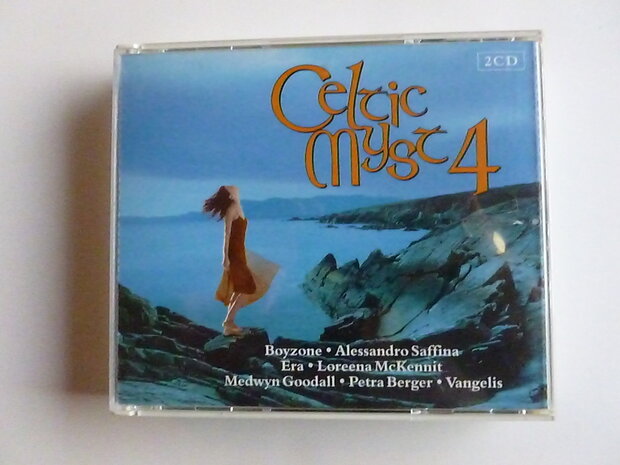 2CD
Celtic
Myst 4
Boyzone • Alessandro Saffina
Era • Loreena McKennit
Medwyn Goodall • Petra Berger • Vangelis